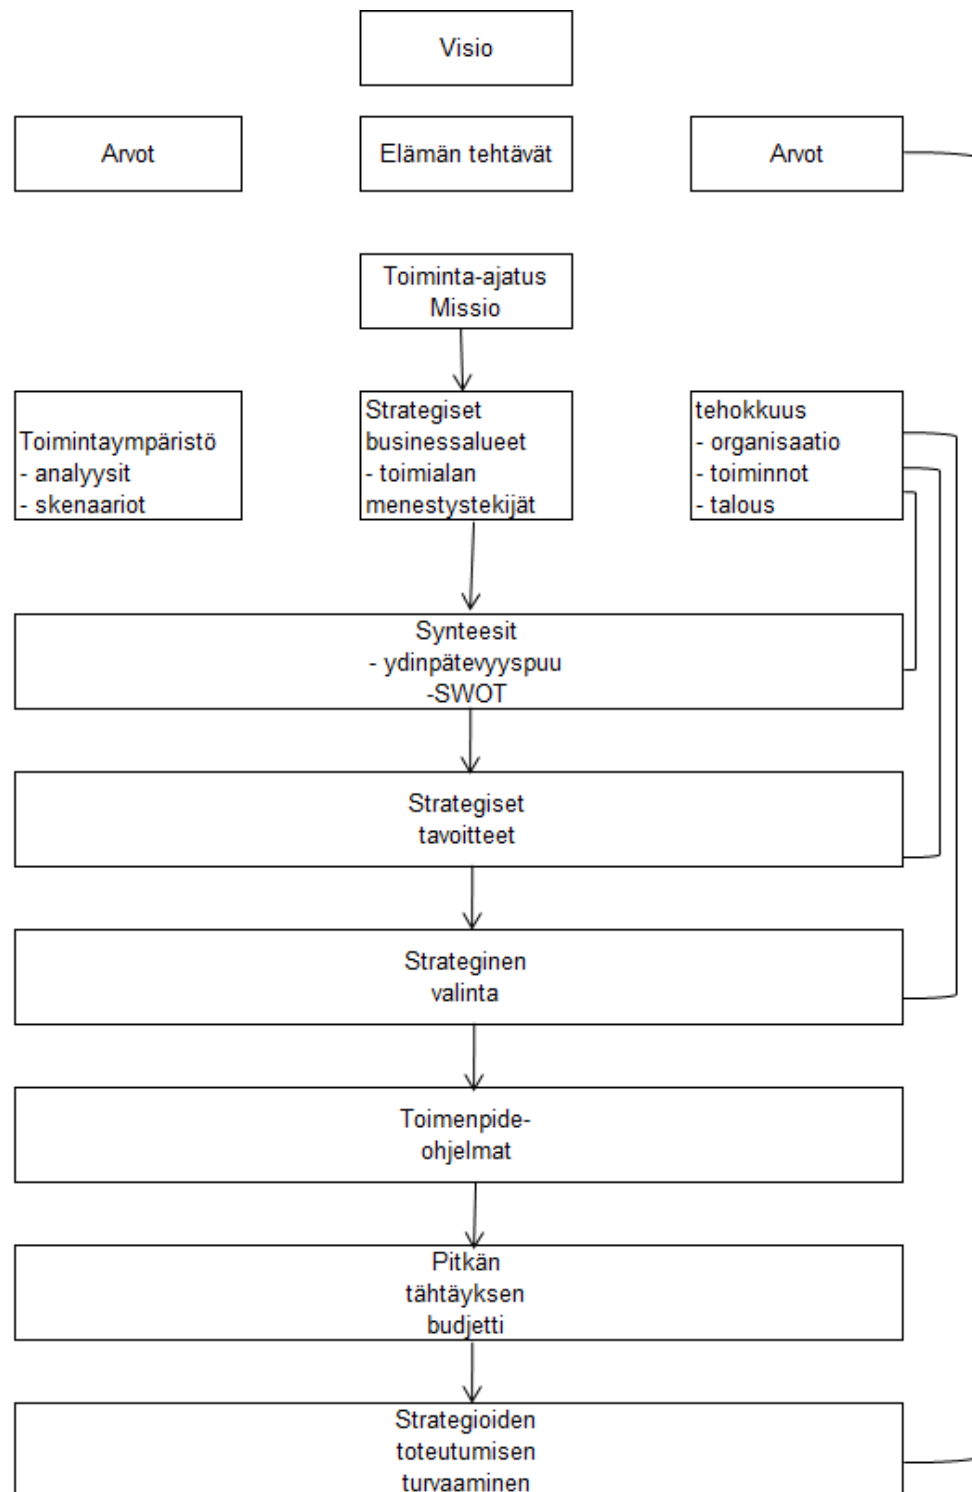 Visio
Arvot
Elämän tehtävät
Arvot
Toiminta-ajatus
Missio
Toimintaympäristö
- analyysit
- skenaariot
Strategiset
businessalueet
- toimialan
menestystekijät
tehokkuus
- organisaatio
- toiminnot
- talous
Synteesit
- ydinpätevyyspuu
-SWOT
Strategiset
tavoitteet
Strateginen
valinta
Toimenpide-
ohjelmat
Pitkän
tähtäyksen
budjetti
Strategioiden
toteutumisen
turvaaminen